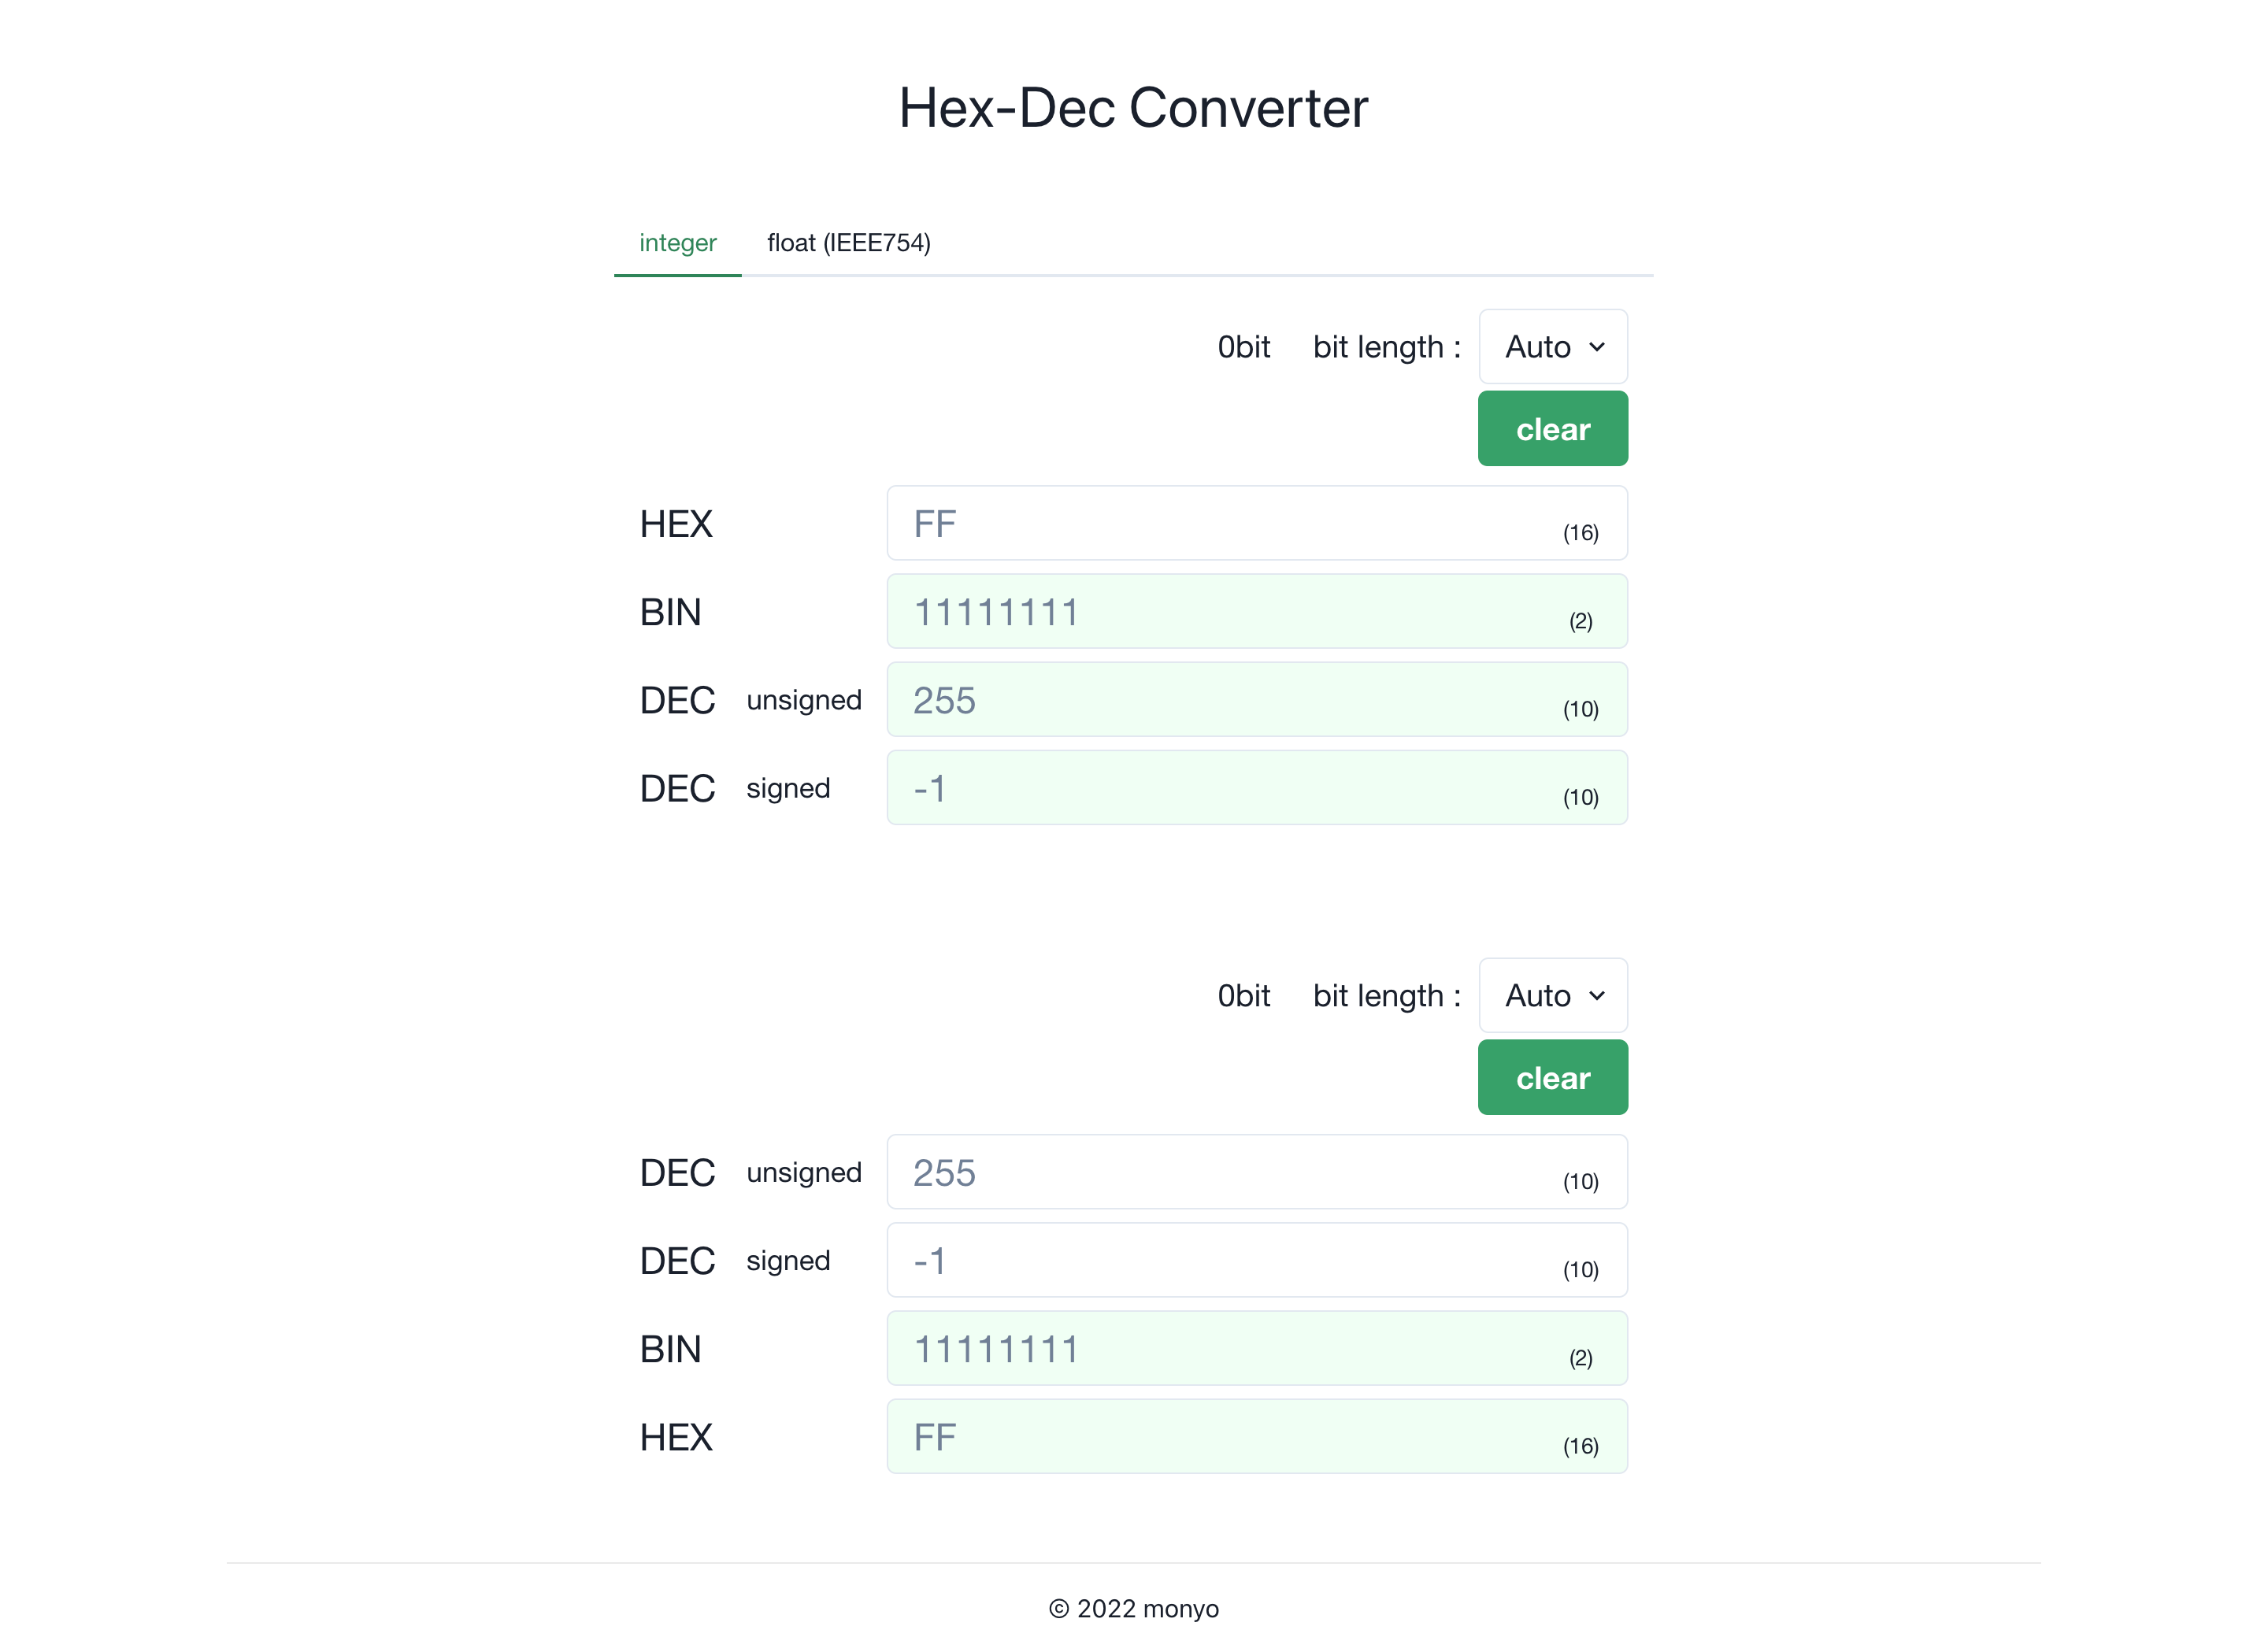 Hex-Dec Converter
integer float (IEEE754)
0bit bit length : Auto
clear
HEX FF (16)
BIN 11111111 (2)
DEC unsigned 255 (10)
DEC signed -1 (10)
0bit bit length : Auto
clear
DEC unsigned 255 (10)
DEC signed -1 (10)
BIN 11111111 (2)
HEX FF (16)
© 2022 monyo